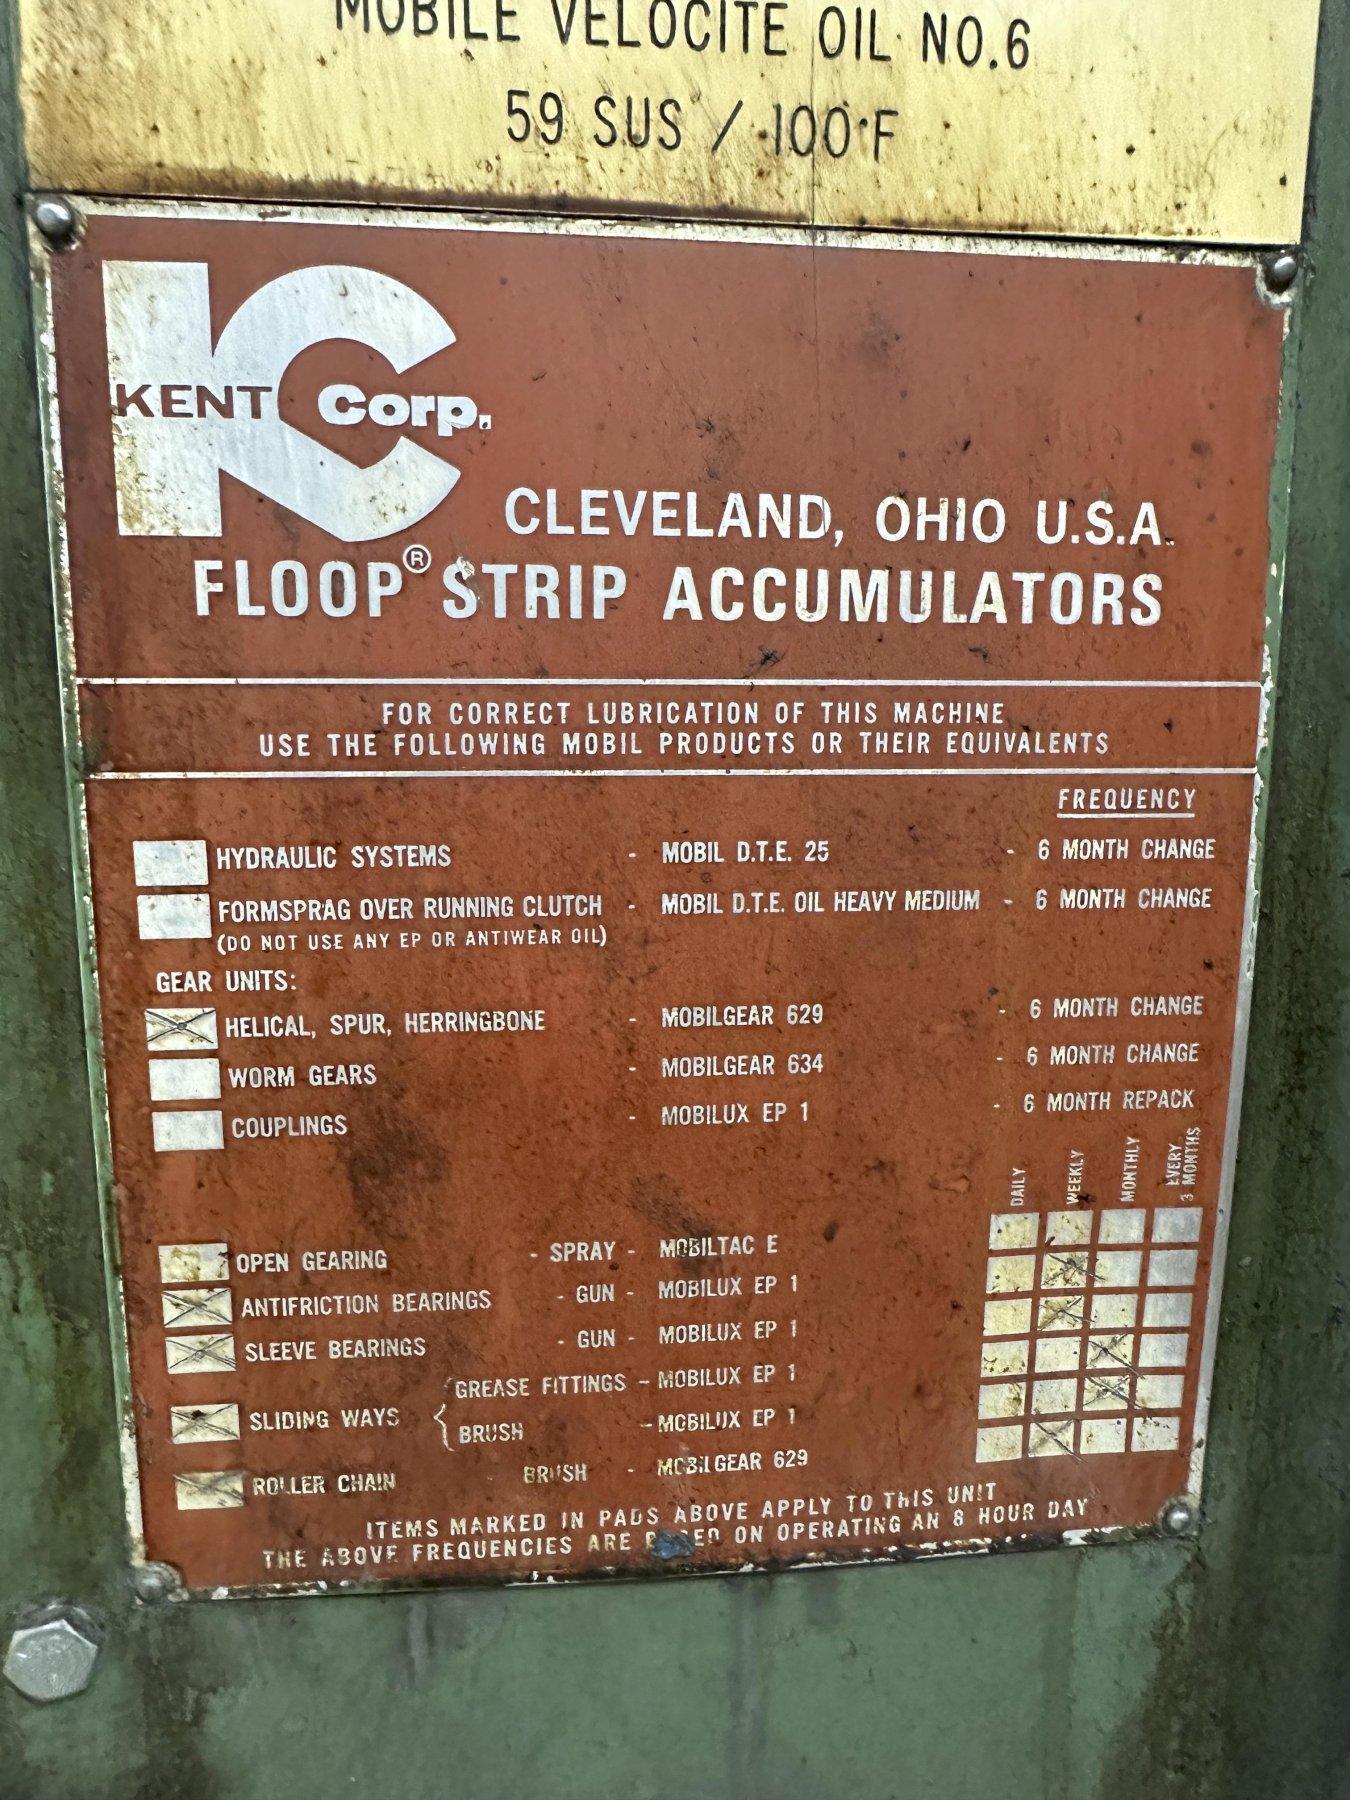 MOBILE VELOCITE OIL NO.6
59 SUS / 100°F
KENT Corp.
CLEVELAND, OHIO U.S.A.
FLOOP® STRIP ACCUMULATORS
FOR CORRECT LUBRICATION OF THIS MACHINE
USE THE FOLLOWING MOBIL PRODUCTS OR THEIR EQUIVALENTS
FREQUENCY
HYDRAULIC SYSTEMS - MOBIL D.T.E. 25 - 6 MONTH CHANGE
FORMSPRAG OVER RUNNING CLUTCH - MOBIL D.T.E. OIL HEAVY MEDIUM - 6 MONTH CHANGE
(DO NOT USE ANY EP OR ANTIWEAR OIL)
GEAR UNITS:
HELICAL, SPUR, HERRINGBONE - MOBILGEAR 629 - 6 MONTH CHANGE
WORM GEARS - MOBILGEAR 634 - 6 MONTH CHANGE
COUPLINGS - MOBILUX EP 1 - 6 MONTH REPACK
DAILY WEEKLY MONTHLY EVERY 3 MONTHS
OPEN GEARING - SPRAY - MOBILTAC E
ANTIFRICTION BEARINGS - GUN - MOBILUX EP 1
SLEEVE BEARINGS - GUN - MOBILUX EP 1
GREASE FITTINGS - MOBILUX EP 1
SLIDING WAYS
BRUSH - MOBILUX EP 1
ROLLER CHAIN BRUSH - MOBILGEAR 629
ITEMS MARKED IN PADS ABOVE APPLY TO THIS UNIT
THE ABOVE FREQUENCIES ARE BASED ON OPERATING AN 8 HOUR DAY